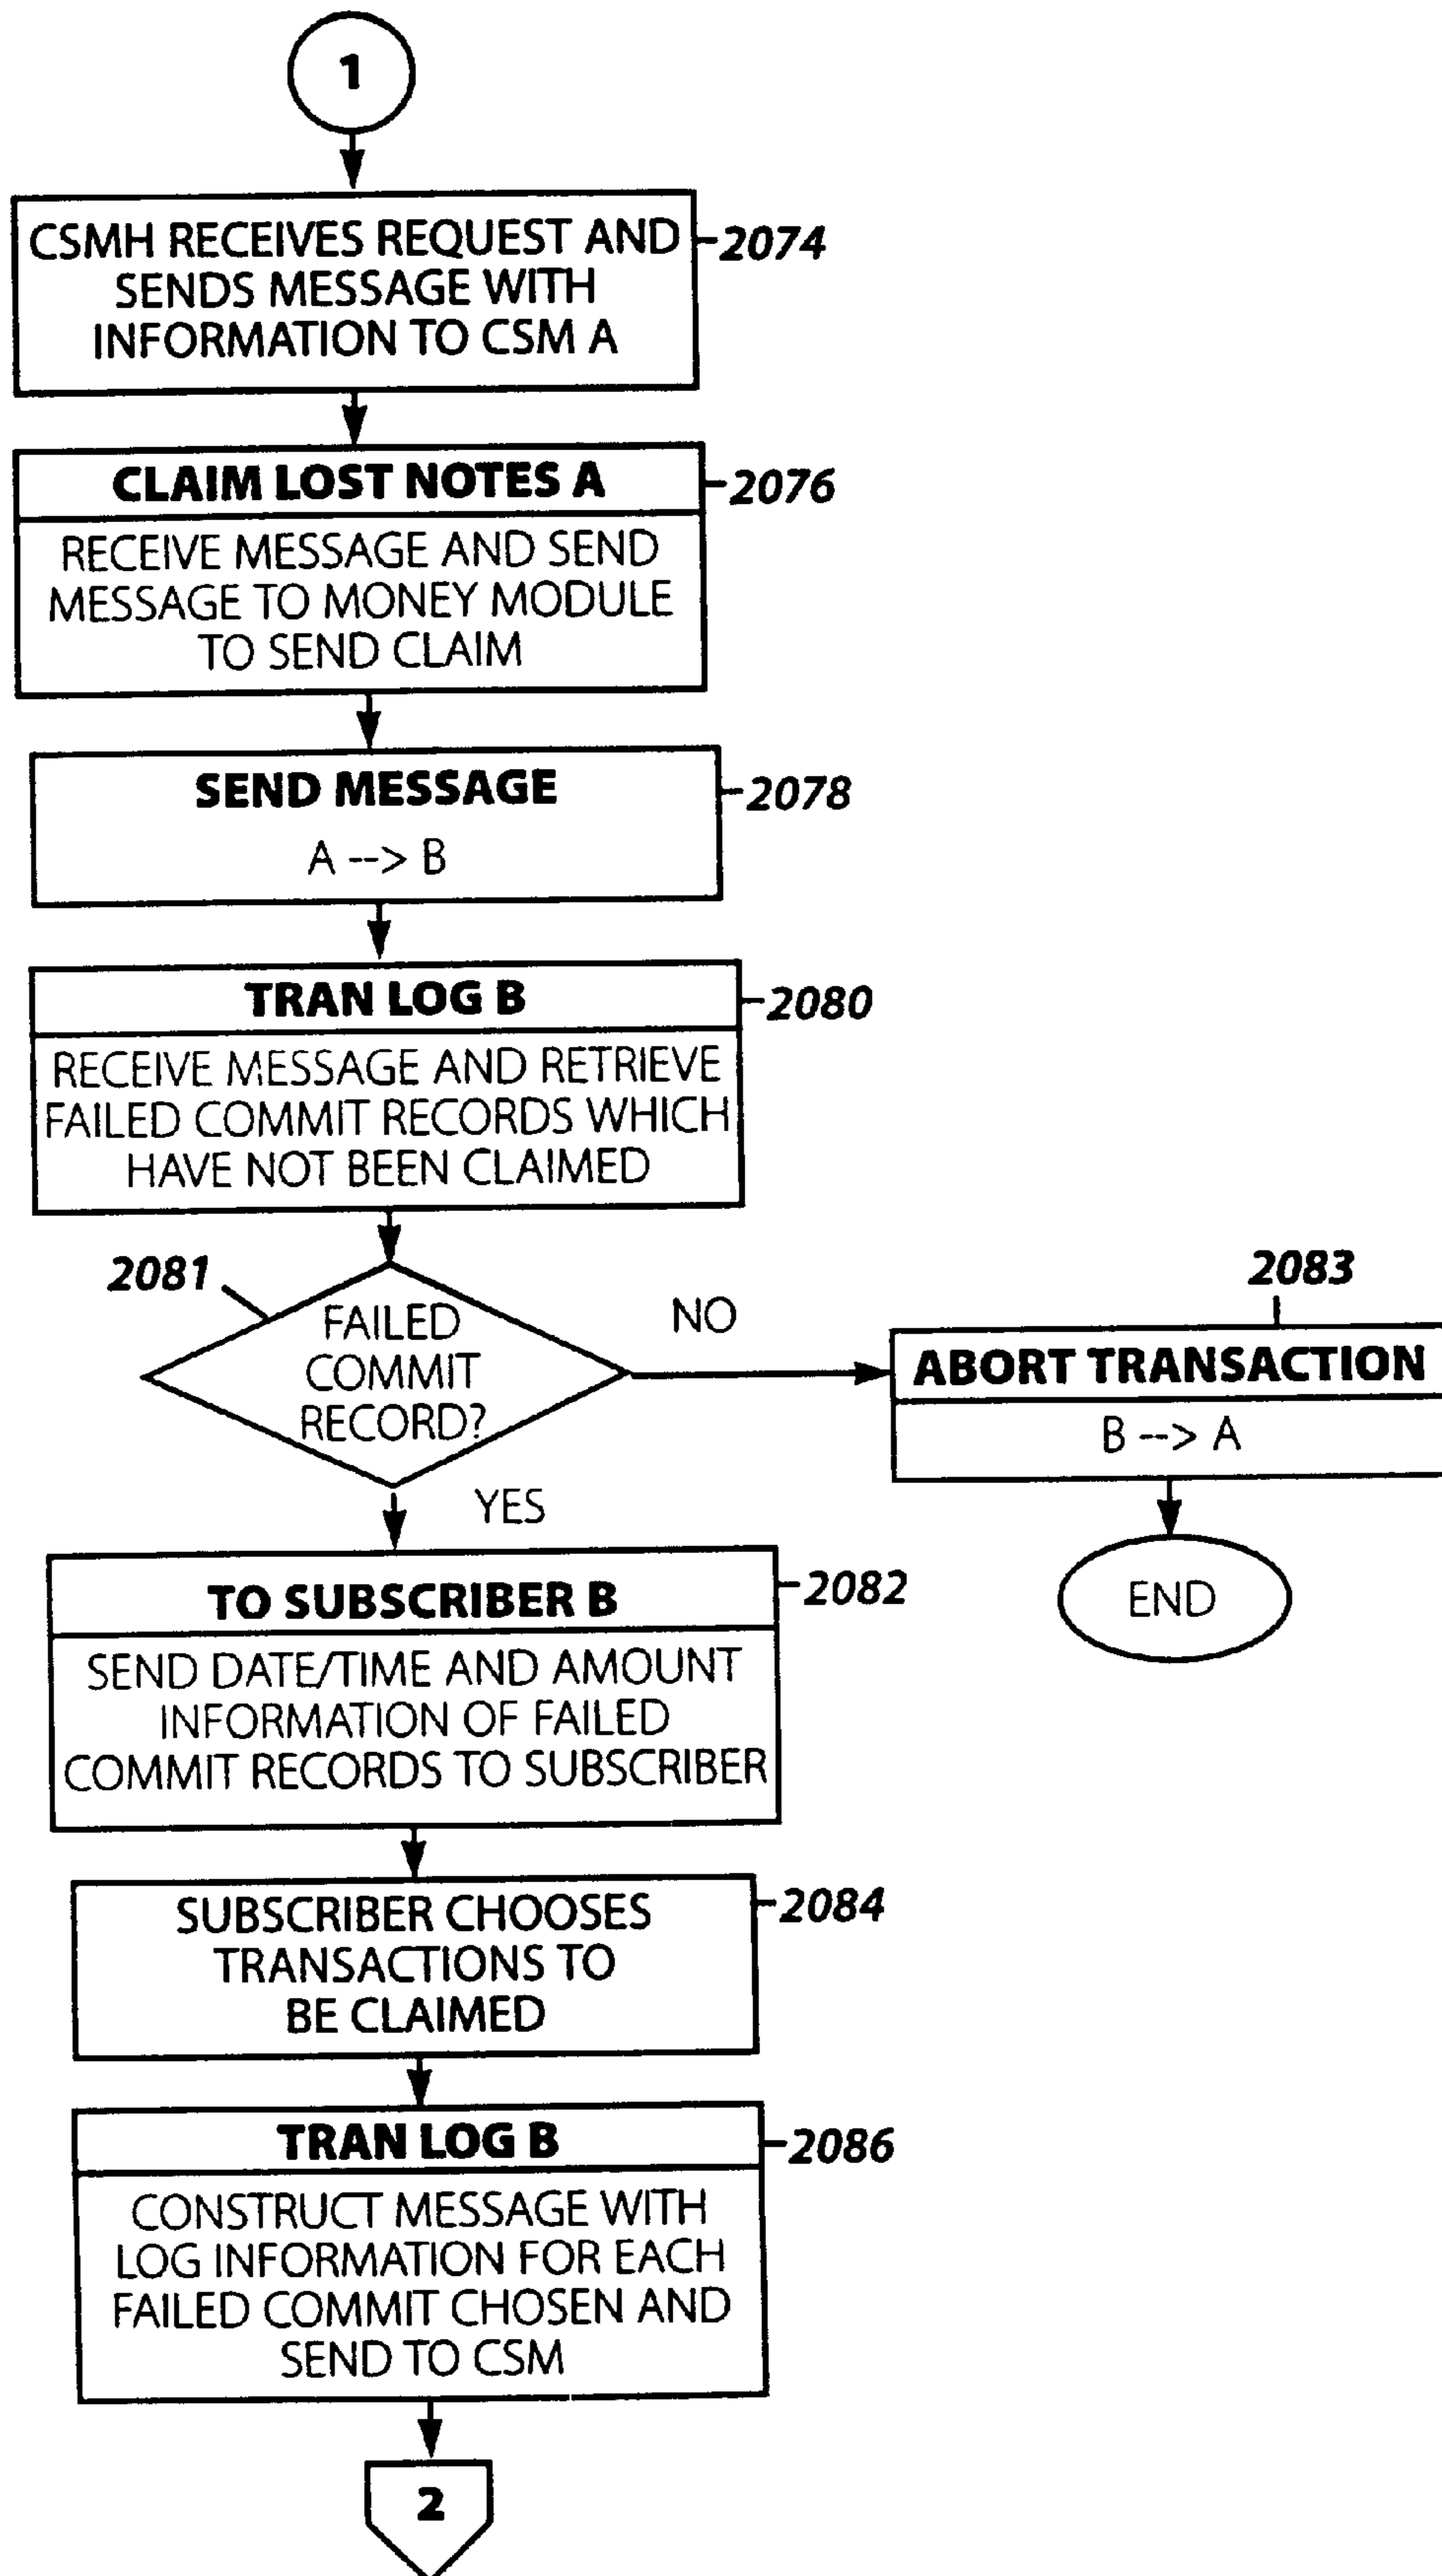 1
CSMH RECEIVES REQUEST AND
SENDS MESSAGE WITH
INFORMATION TO CSM A
2074
CLAIM LOST NOTES A
2076
RECEIVE MESSAGE AND SEND
MESSAGE TO MONEY MODULE
TO SEND CLAIM
SEND MESSAGE
2078
A --> B
TRAN LOG B
2080
RECEIVE MESSAGE AND RETRIEVE
FAILED COMMIT RECORDS WHICH
HAVE NOT BEEN CLAIMED
2081
FAILED
COMMIT
RECORD?
NO
2083
ABORT TRANSACTION
B --> A
END
YES
TO SUBSCRIBER B
2082
SEND DATE/TIME AND AMOUNT
INFORMATION OF FAILED
COMMIT RECORDS TO SUBSCRIBER
SUBSCRIBER CHOOSES
TRANSACTIONS TO
BE CLAIMED
2084
TRAN LOG B
2086
CONSTRUCT MESSAGE WITH
LOG INFORMATION FOR EACH
FAILED COMMIT CHOSEN AND
SEND TO CSM
2